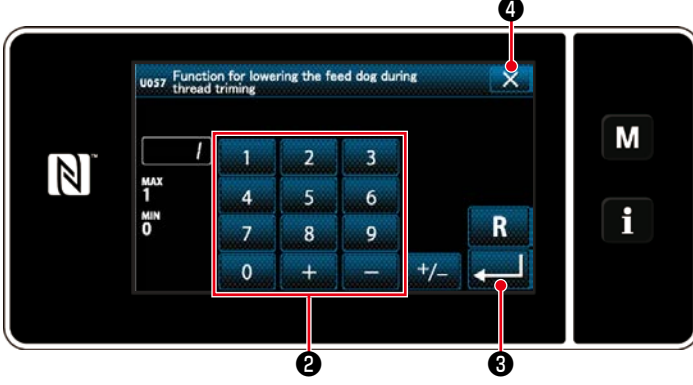 ❹
U057 Function for lowering the feed dog during
thread triming
1
MAX
1
MIN
0
1 2 3
4 5 6
7 8 9 R
0 + − +/−
M
i
N
❷ ❸